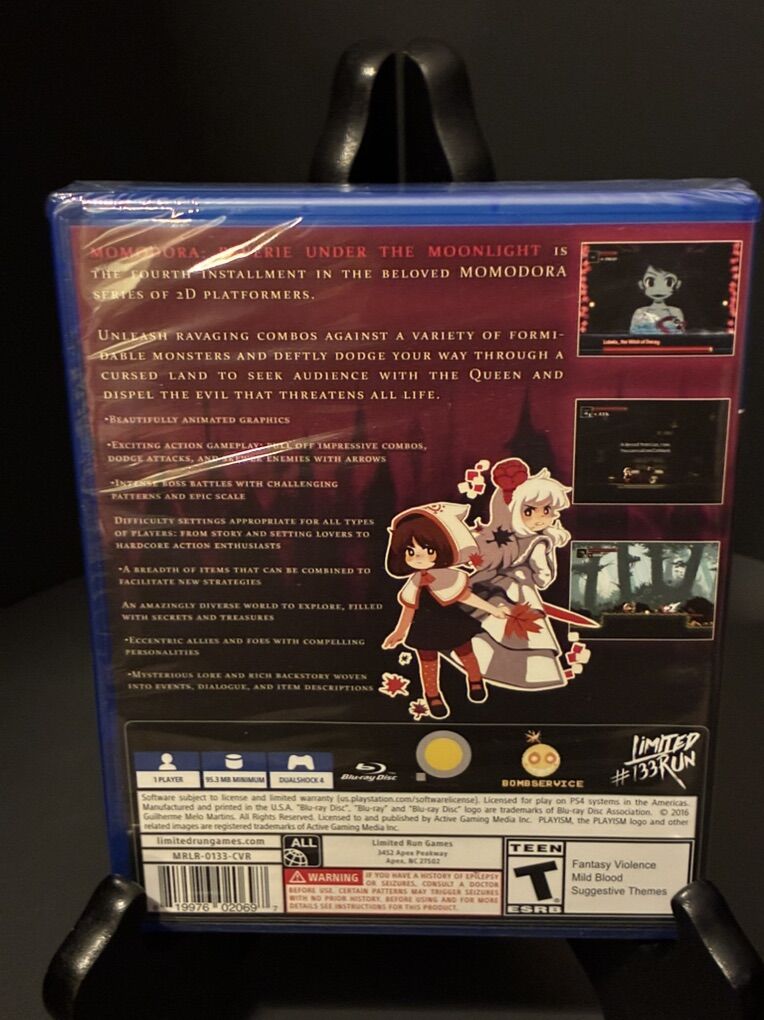 MOMODORA: REVERIE UNDER THE MOONLIGHT IS
THE FOURTH INSTALLMENT IN THE BELOVED MOMODORA
SERIES OF 2D PLATFORMERS.
UNLEASH RAVAGING COMBOS AGAINST A VARIETY OF FORMI-
DABLE MONSTERS AND DEFTLY DODGE YOUR WAY THROUGH A
CURSED LAND TO SEEK AUDIENCE WITH THE QUEEN AND
DISPEL THE EVIL THAT THREATENS ALL LIFE.
•BEAUTIFULLY ANIMATED GRAPHICS
•EXCITING ACTION GAMEPLAY: PULL OFF IMPRESSIVE COMBOS,
DODGE ATTACKS, AND SKEWER ENEMIES WITH ARROWS
•INTENSE BOSS BATTLES WITH CHALLENGING
PATTERNS AND EPIC SCALE
DIFFICULTY SETTINGS APPROPRIATE FOR ALL TYPES
OF PLAYERS: FROM STORY AND SETTING LOVERS TO
HARDCORE ACTION ENTHUSIASTS
•A BREADTH OF ITEMS THAT CAN BE COMBINED TO
FACILITATE NEW STRATEGIES
AN AMAZINGLY DIVERSE WORLD TO EXPLORE, FILLED
WITH SECRETS AND TREASURES
•ECCENTRIC ALLIES AND FOES WITH COMPELLING
PERSONALITIES
•MYSTERIOUS LORE AND RICH BACKSTORY WOVEN
INTO EVENTS, DIALOGUE, AND ITEM DESCRIPTIONS
Lubella, the Witch of Decay
1 PLAYER
95.3 MB MINIMUM
DUALSHOCK 4
Blu-ray Disc
BOMBSERVICE
LIMITED
RUN
#133
Software subject to license and limited warranty (us.playstation.com/softwarelicense). Licensed for play on PS4 systems in the Americas.
Manufactured and printed in the U.S.A. "Blu-ray Disc", "Blu-ray" and "Blu-ray Disc" logo are trademarks of Blu-ray Disc Association. © 2016
Guilherme Melo Martins. All Rights Reserved. Licensed to and published by Active Gaming Media Inc. PLAYISM, the PLAYISM logo and other
related images are registered trademarks of Active Gaming Media Inc.
limitedrungames.com
MRLR-0133-CVR
19976 02069 7
ALL
Limited Run Games
3452 Apex Peakway
Apex, NC 27502
WARNING IF YOU HAVE A HISTORY OF EPILEPSY
OR SEIZURES, CONSULT A DOCTOR
BEFORE USE. CERTAIN PATTERNS MAY TRIGGER SEIZURES
WITH NO PRIOR HISTORY. BEFORE USING AND FOR MORE
DETAILS SEE INSTRUCTIONS FOR THIS PRODUCT.
TEEN
T
ESRB
Fantasy Violence
Mild Blood
Suggestive Themes